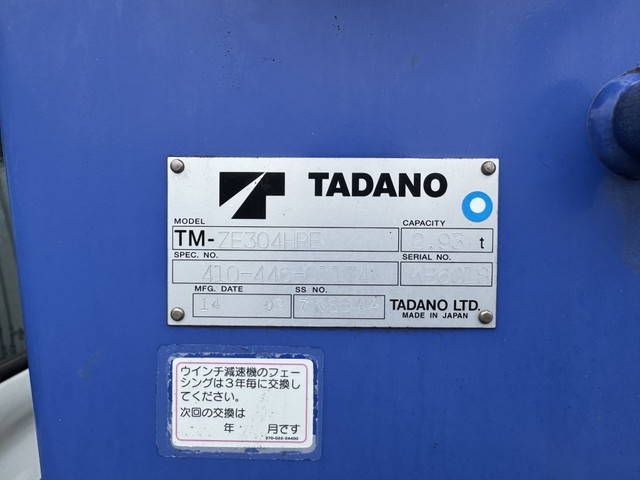 TADANO
MODEL
CAPACITY
TM-ZE304HRE
2.93 t
SPEC. NO.
SERIAL NO.
MFG. DATE
SS NO.
14
TADANO LTD.
MADE IN JAPAN
ウインチ減速機のフェー
シングは3年毎に交換し
てください。
次回の交換は
年 月です